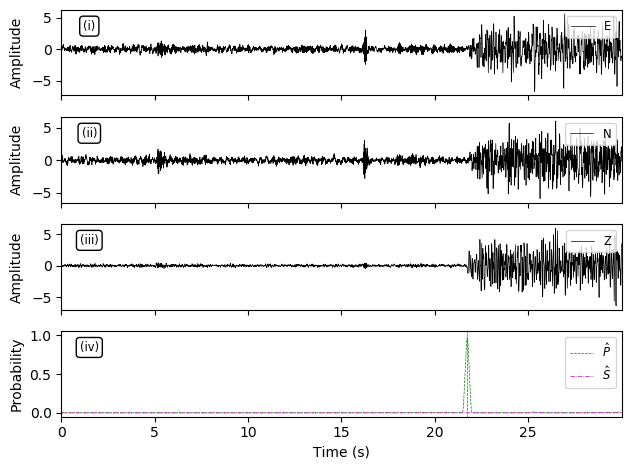 (i)
E
Amplitude
5
0
−5
(ii)
N
Amplitude
5
0
−5
(iii)
Z
Amplitude
5
0
−5
(iv)
P̂
Ŝ
Probability
1.0
0.5
0.0
0 5 10 15 20 25
Time (s)